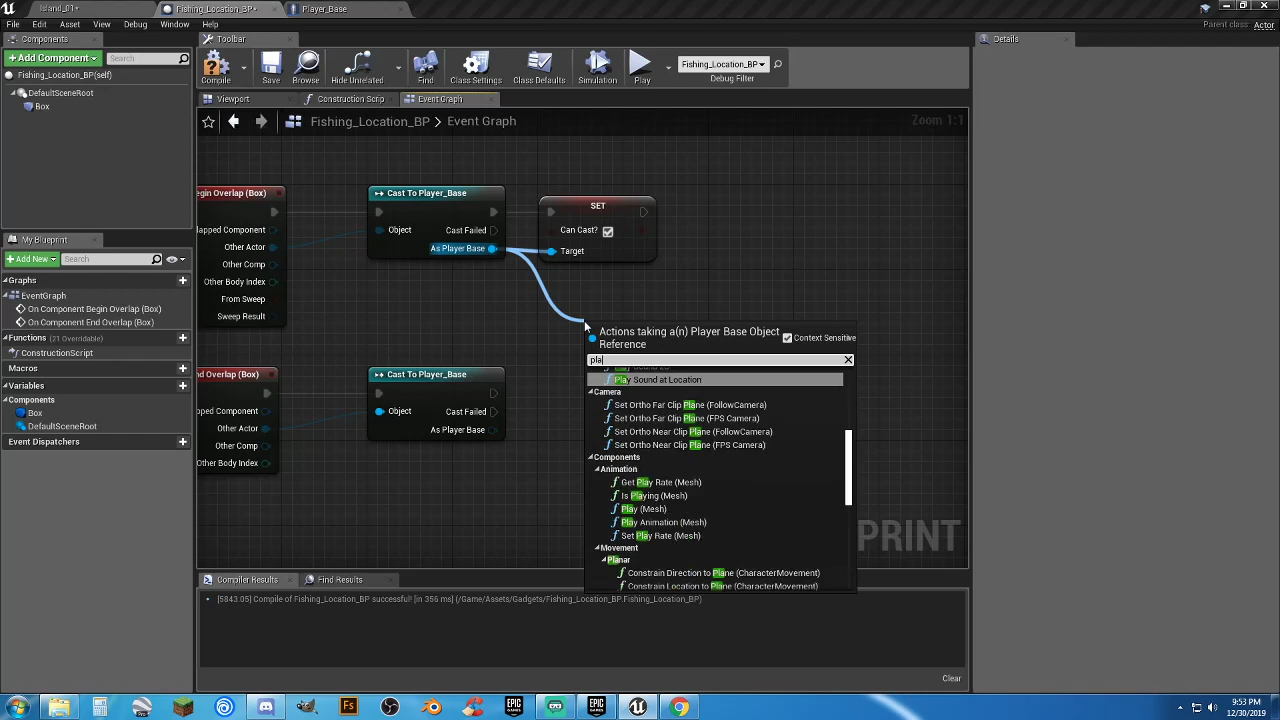 Island_01*
Fishing_Location_BP*
Player_Base
File Edit Asset View Debug Window Help
Parent class: Actor
Components
Toolbar
Details
Add Component
Search
Fishing_Location_BP(self)
DefaultSceneRoot
Box
Compile
Save
Browse
Hide Unrelated
Find
Class Settings
Class Defaults
Simulation
Play
Fishing_Location_BP
Debug Filter
Viewport
Construction Scrip
Event Graph
Fishing_Location_BP > Event Graph
Zoom 1:1
egin Overlap (Box)
lapped Component
Other Actor
Other Comp
Other Body Index
From Sweep
Sweep Result
Cast To Player_Base
Object
Cast Failed
As Player Base
SET
Can Cast?
Target
nd Overlap (Box)
lapped Component
Other Actor
Other Comp
Other Body Index
Cast To Player_Base
Object
Cast Failed
As Player Base
Actions taking a(n) Player Base Object
Reference
Context Sensitive
pla
Play Sound at Location
Camera
Set Ortho Far Clip Plane (FollowCamera)
Set Ortho Far Clip Plane (FPS Camera)
Set Ortho Near Clip Plane (FollowCamera)
Set Ortho Near Clip Plane (FPS Camera)
Components
Animation
Get Play Rate (Mesh)
Is Playing (Mesh)
Play (Mesh)
Play Animation (Mesh)
Set Play Rate (Mesh)
Movement
Planar
Constrain Direction to Plane (CharacterMovement)
Constrain Location to Plane (CharacterMovement)
PRINT
My Blueprint
Add New
Search
Graphs
EventGraph
On Component Begin Overlap (Box)
On Component End Overlap (Box)
Functions (21 Overridable)
ConstructionScript
Macros
Variables
Components
Box
DefaultSceneRoot
Event Dispatchers
Compiler Results
Find Results
[5843.05] Compile of Fishing_Location_BP successful! [in 356 ms] (/Game/Assets/Gadgets/Fishing_Location_BP.Fishing_Location_BP)
Clear
Pro
Fs
EPIC
GAMES
EPIC
GAMES
9:53 PM
12/30/2019